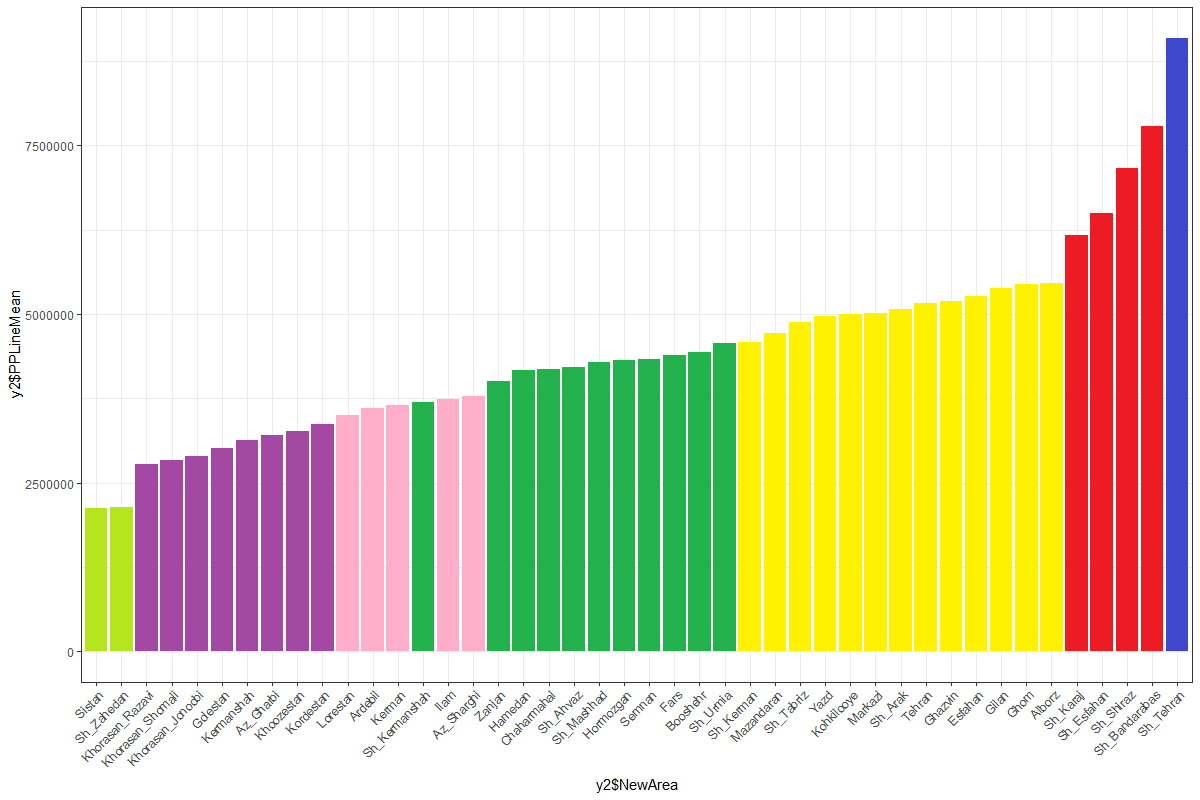 y2$PPLineMean
7500000
5000000
2500000
0
Sistan
Sh_Zahedan
Khorasan_Razavi
Khorasan_Shomali
Khorasan_Jonoobi
Golestan
Kermanshah
Az_Gharbi
Khoozestan
Kordestan
Lorestan
Ardebil
Kerman
Sh_Kermanshah
Ilam
Az_Sharghi
Zanjan
Hamedan
Chaharmahal
Sh_Ahvaz
Sh_Mashhad
Hormozgan
Semnan
Fars
Booshehr
Sh_Urmia
Sh_Kerman
Mazandaran
Sh_Tabriz
Yazd
Kohkilooye
Markazi
Sh_Arak
Tehran
Ghazvin
Esfahan
Gilan
Ghom
Alborz
Sh_Karaj
Sh_Esfahan
Sh_Shiraz
Sh_Bandarabas
Sh_Tehran
y2$NewArea